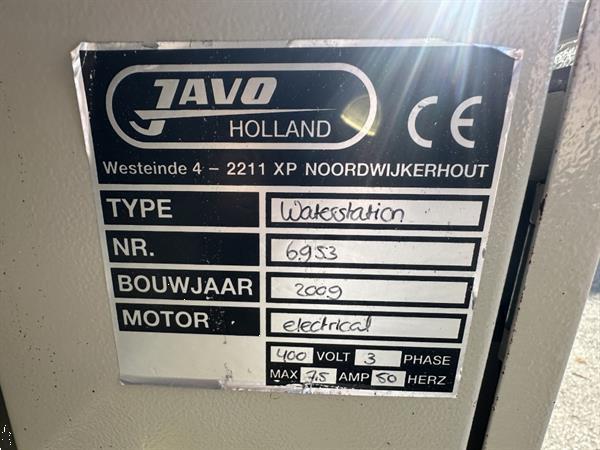 JAVO
HOLLAND
CE
Westeinde 4 - 2211 XP NOORDWIJKERHOUT
TYPE Waterstation
NR. 6953
BOUWJAAR 2009
MOTOR electrical
400 VOLT 3 PHASE
MAX 7.5 AMP 50 HERZ